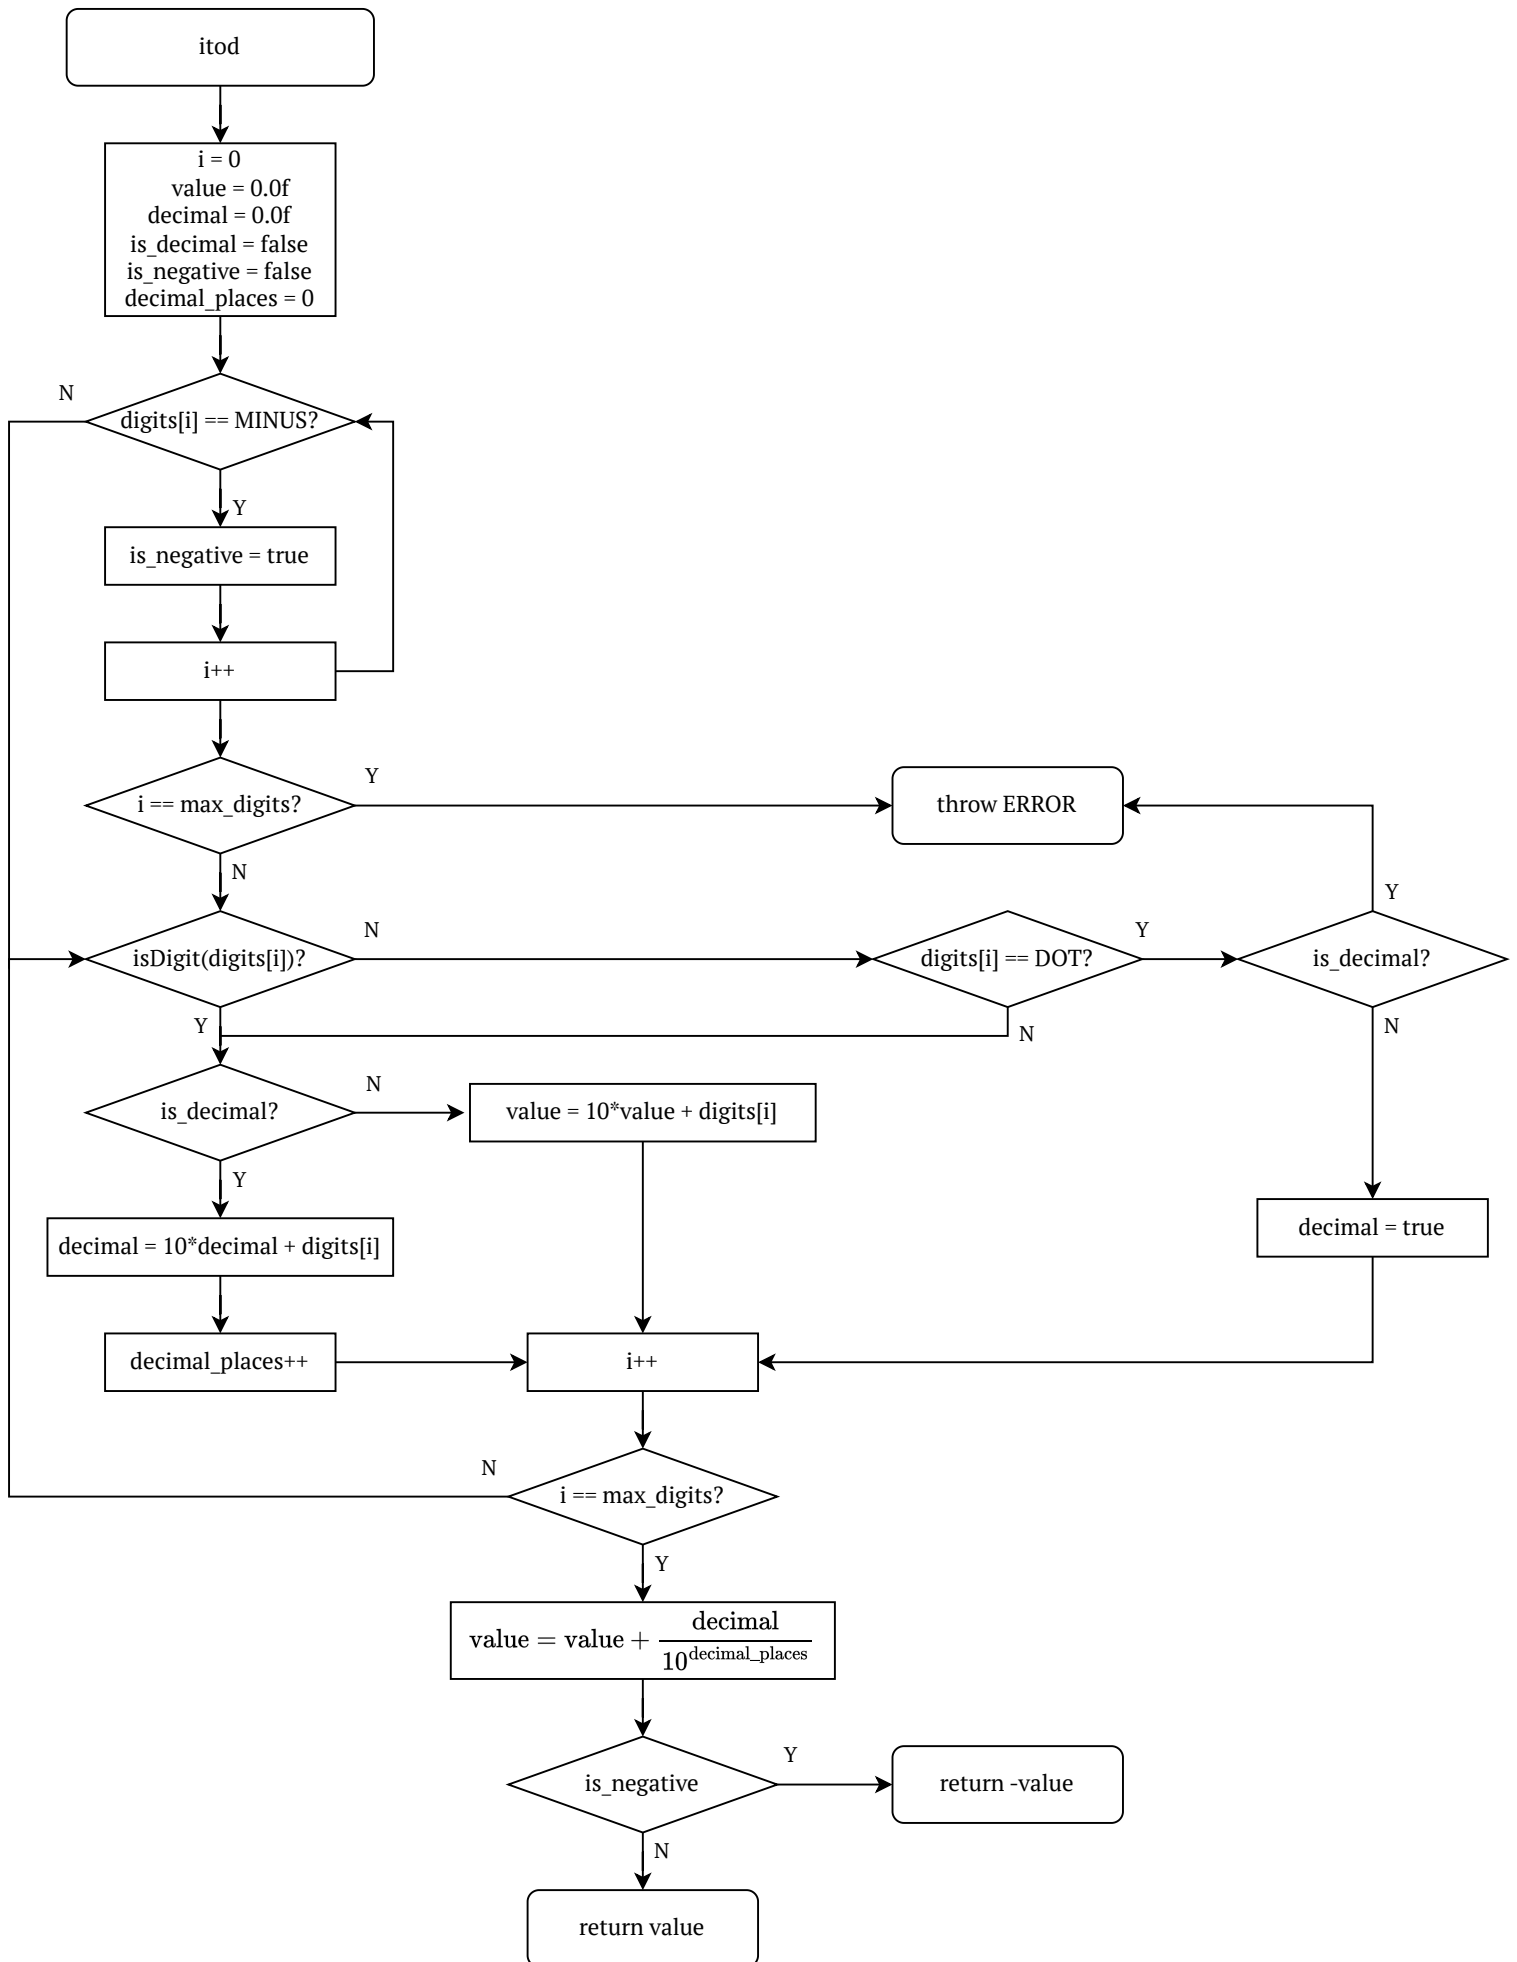 itod
i = 0
value = 0.0f
decimal = 0.0f
is_decimal = false
is_negative = false
decimal_places = 0
N
digits[i] == MINUS?
Y
is_negative = true
i++
i == max_digits?
Y
throw ERROR
N
Y
isDigit(digits[i])?
N
digits[i] == DOT?
Y
is_decimal?
Y
N
N
is_decimal?
N
value = 10*value + digits[i]
Y
decimal = 10*decimal + digits[i]
decimal = true
decimal_places++
i++
N
i == max_digits?
Y
value = value + decimal
10^decimal_places
is_negative
Y
return -value
N
return value